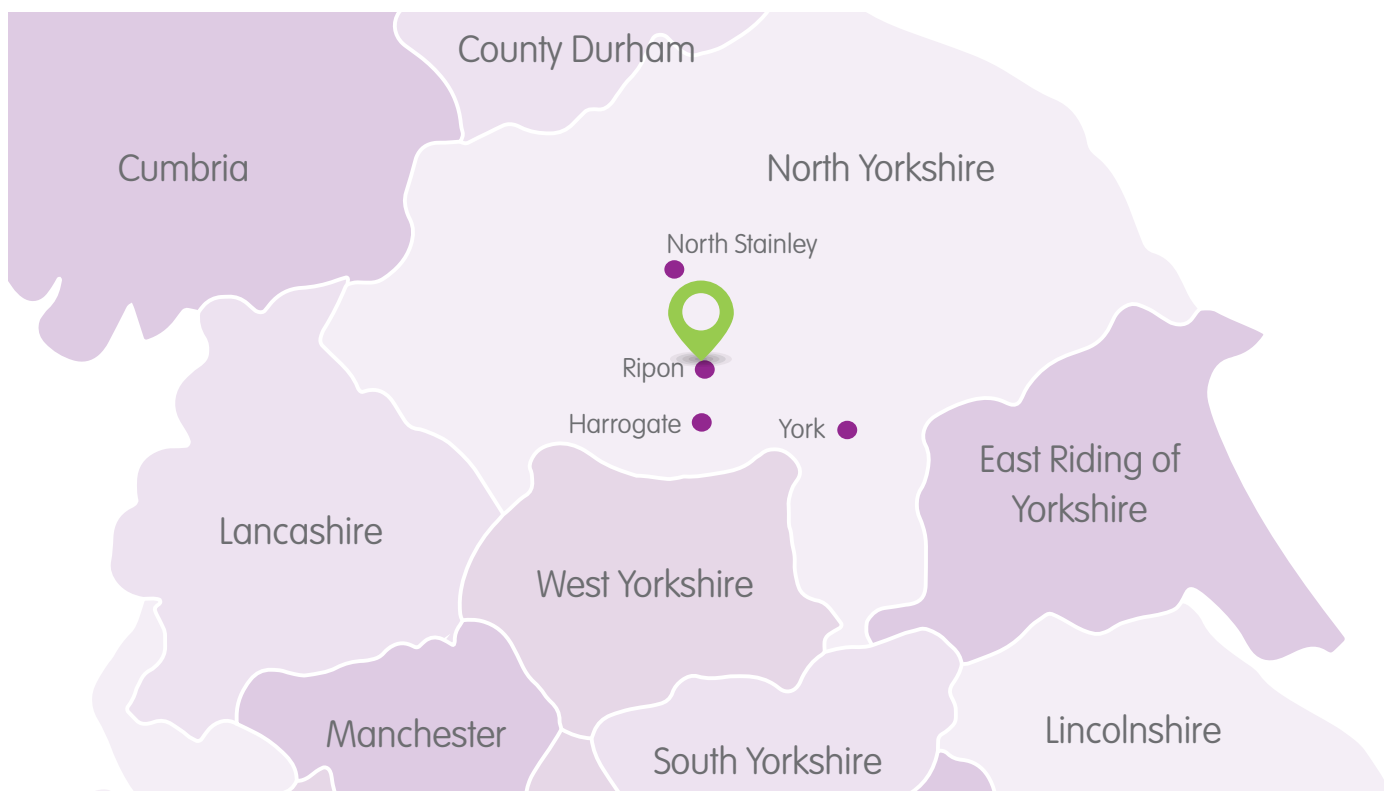 County Durham
Cumbria
North Yorkshire
North Stainley
Ripon
Harrogate
York
East Riding of
Yorkshire
Lancashire
West Yorkshire
Manchester
Lincolnshire
South Yorkshire